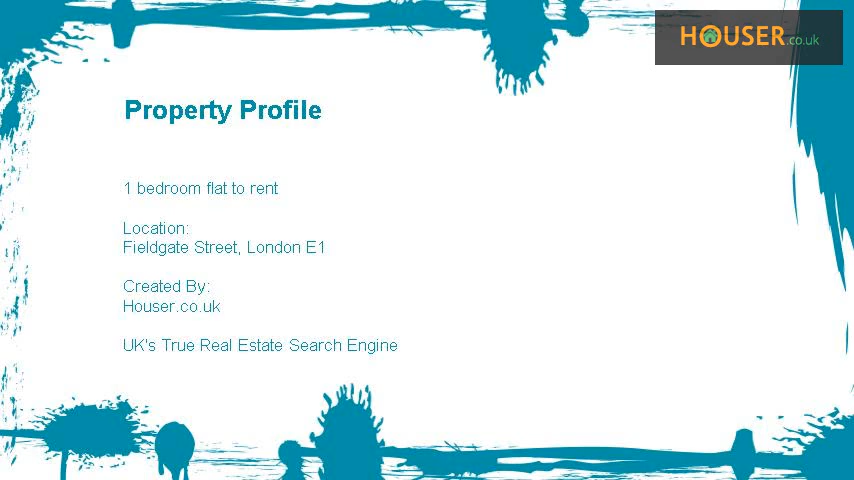 HOUSER.co.uk
Property Profile
1 bedroom flat to rent
Location:
Fieldgate Street, London E1
Created By:
Houser.co.uk
UK's True Real Estate Search Engine